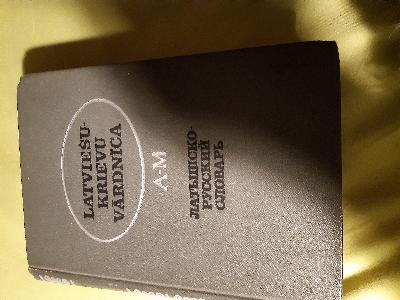 LATVIEŠU-
KRIEVU
VĀRDNĪCA
A-M
ЛАТЫШСКО-
РУССКИЙ
СЛОВАРЬ